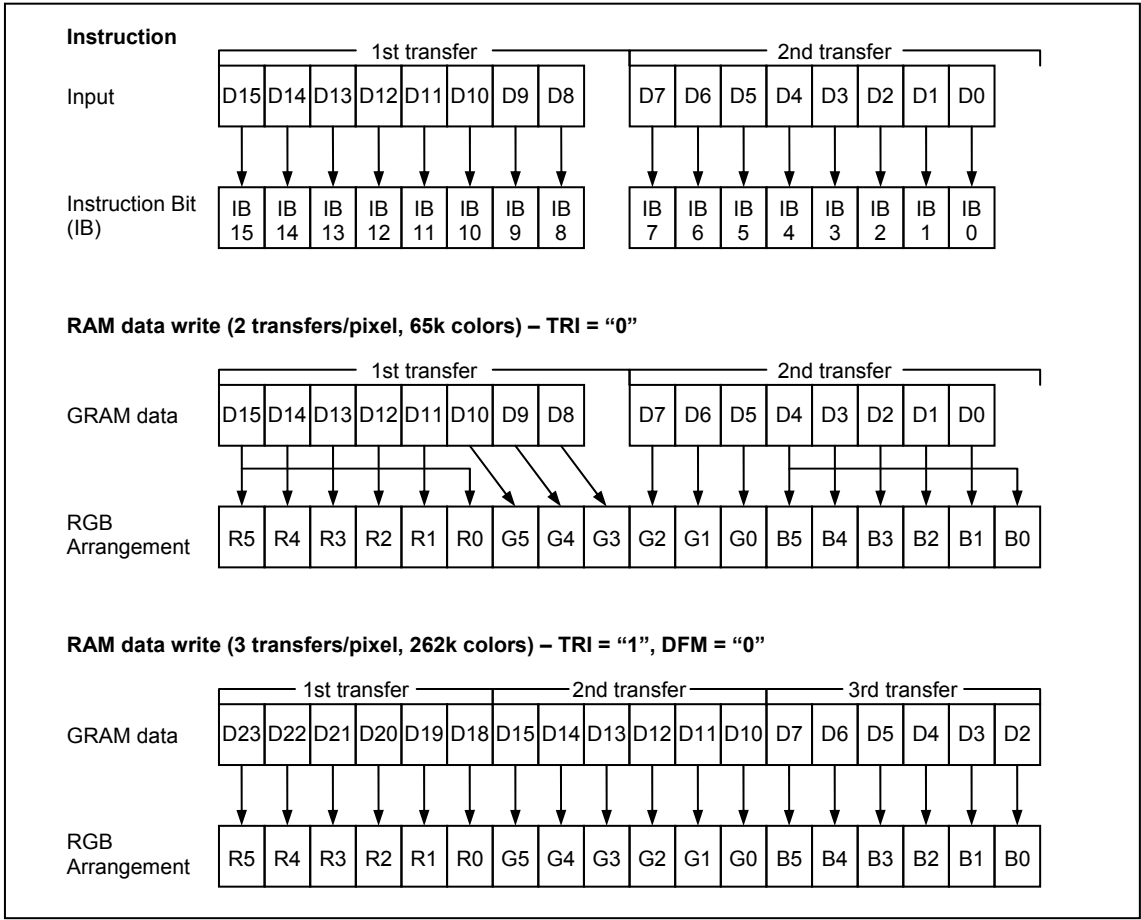 Instruction
1st transfer 2nd transfer
Input D15 D14 D13 D12 D11 D10 D9 D8 D7 D6 D5 D4 D3 D2 D1 D0
Instruction Bit
(IB)
IB IB IB IB IB IB IB IB IB IB IB IB IB IB IB IB
15 14 13 12 11 10 9 8 7 6 5 4 3 2 1 0
RAM data write (2 transfers/pixel, 65k colors) – TRI = “0”
1st transfer 2nd transfer
GRAM data D15 D14 D13 D12 D11 D10 D9 D8 D7 D6 D5 D4 D3 D2 D1 D0
RGB
Arrangement
R5 R4 R3 R2 R1 R0 G5 G4 G3 G2 G1 G0 B5 B4 B3 B2 B1 B0
RAM data write (3 transfers/pixel, 262k colors) – TRI = “1”, DFM = “0”
1st transfer 2nd transfer 3rd transfer
GRAM data D23 D22 D21 D20 D19 D18 D15 D14 D13 D12 D11 D10 D7 D6 D5 D4 D3 D2
RGB
Arrangement
R5 R4 R3 R2 R1 R0 G5 G4 G3 G2 G1 G0 B5 B4 B3 B2 B1 B0